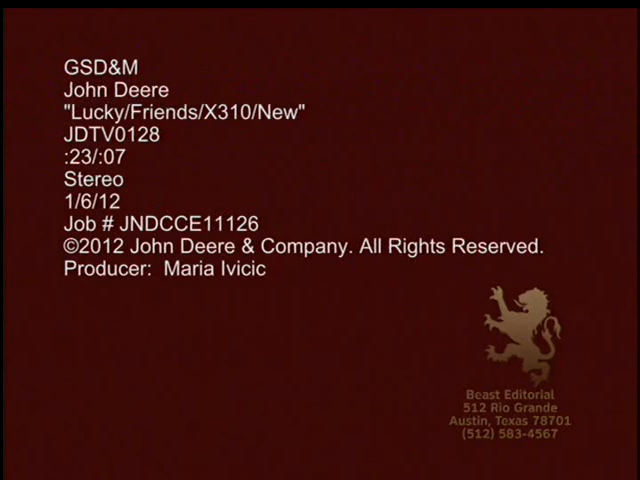 GSD&M
John Deere
"Lucky/Friends/X310/New"
JDTV0128
:23/:07
Stereo
1/6/12
Job # JNDCCE11126
©2012 John Deere & Company. All Rights Reserved.
Producer:  Maria Ivicic
Beast Editorial
512 Rio Grande
Austin, Texas 78701
(512) 583-4567